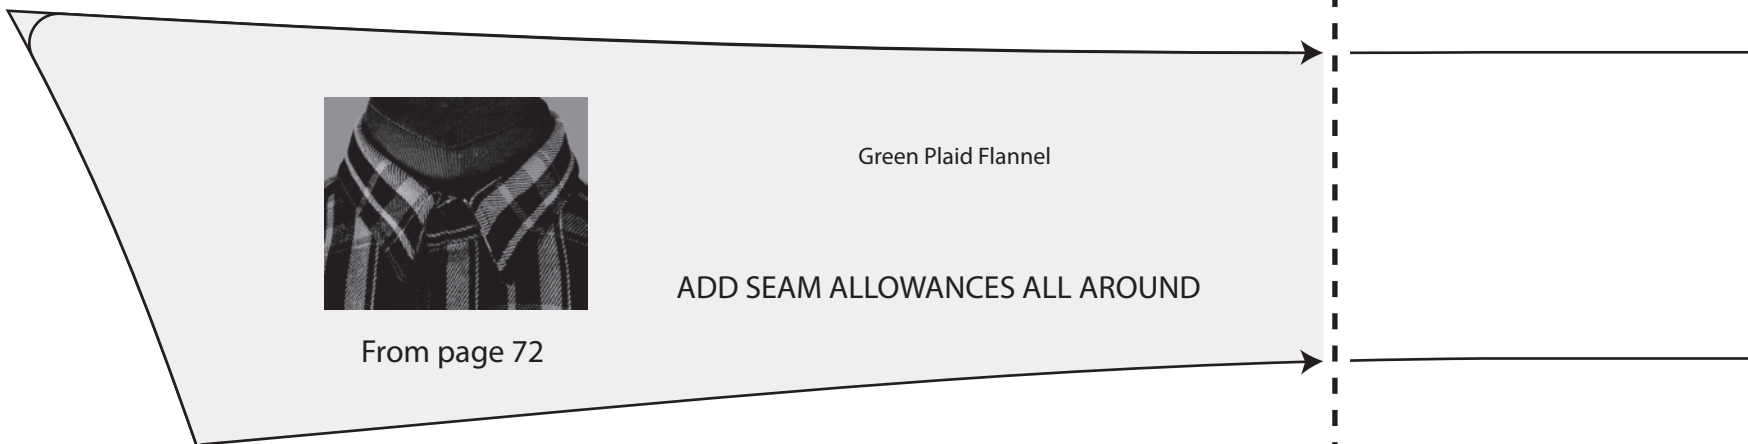 Green Plaid Flannel
ADD SEAM ALLOWANCES ALL AROUND
From page 72